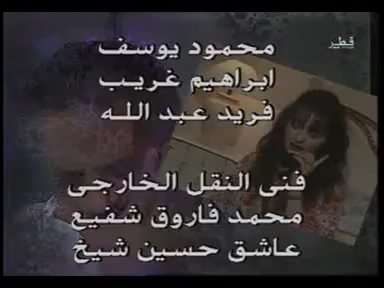 قطر
محمود يوسف
ابراهيم غريب
فريد عبد الله
فنى النقل الخارجى
محمد فاروق شفيع
عاشق حسين شيخ